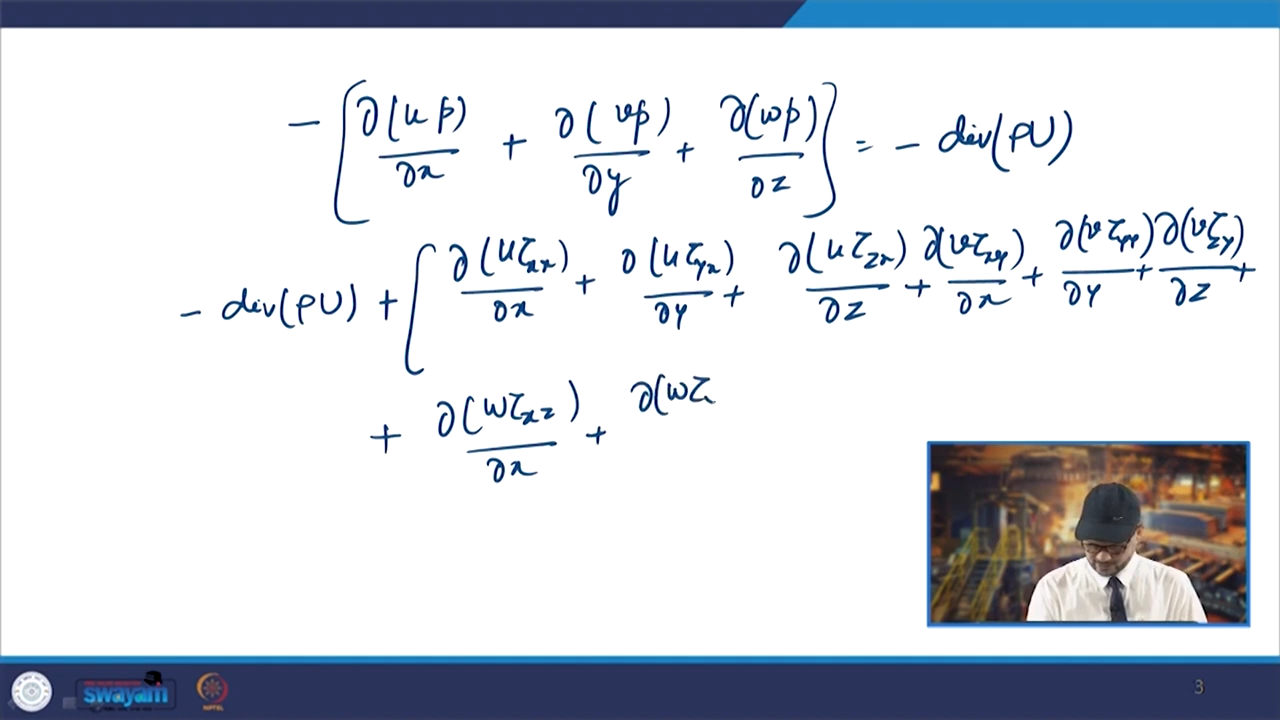 - [ ∂(up)/∂x + ∂(vp)/∂y + ∂(wp)/∂z ] = - div(pU)
- div(pU) + [ ∂(uτxx)/∂x + ∂(uτyx)/∂y + ∂(uτzx)/∂z + ∂(vτxy)/∂x + ∂(vτyy)/∂y + ∂(vτzy)/∂z +
+ ∂(wτxz)/∂x + ∂(wτ
3
swayam